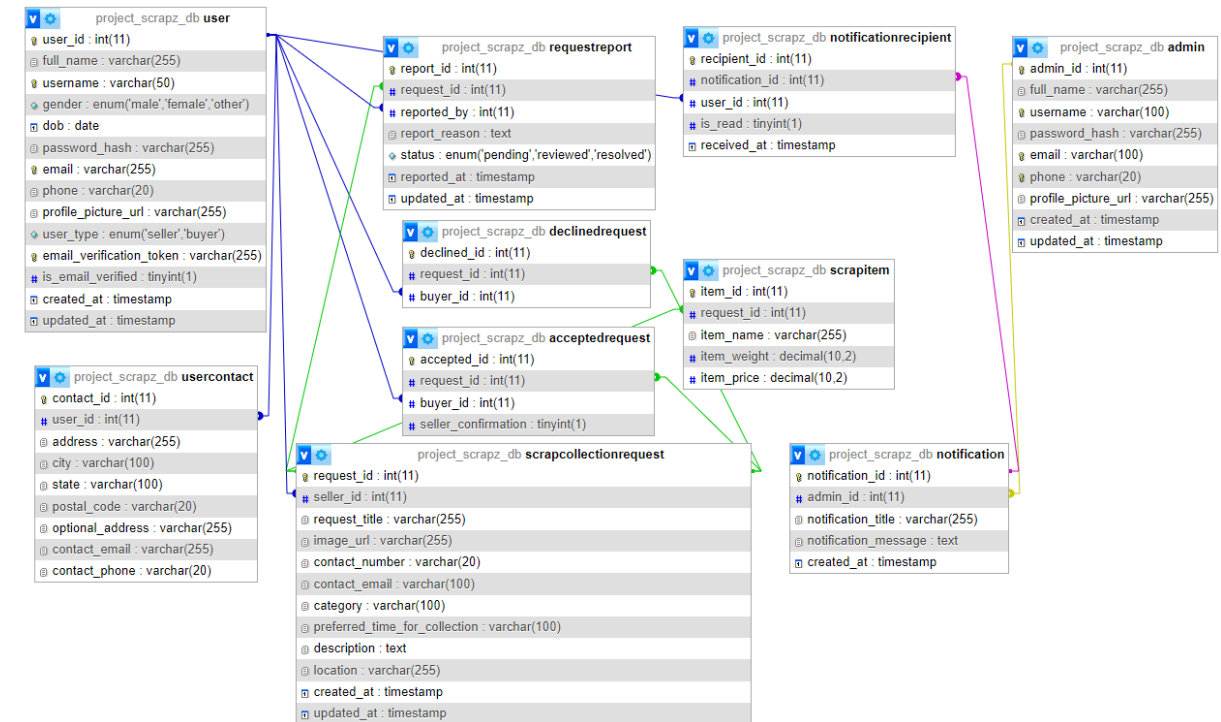 project_scrapz_db user
user_id : int(11)
full_name : varchar(255)
username : varchar(50)
gender : enum('male','female','other')
dob : date
password_hash : varchar(255)
email : varchar(255)
phone : varchar(20)
profile_picture_url : varchar(255)
user_type : enum('seller','buyer')
email_verification_token : varchar(255)
is_email_verified : tinyint(1)
created_at : timestamp
updated_at : timestamp
project_scrapz_db usercontact
contact_id : int(11)
user_id : int(11)
address : varchar(255)
city : varchar(100)
state : varchar(100)
postal_code : varchar(20)
optional_address : varchar(255)
contact_email : varchar(255)
contact_phone : varchar(20)
project_scrapz_db requestreport
report_id : int(11)
request_id : int(11)
reported_by : int(11)
report_reason : text
status : enum('pending','reviewed','resolved')
reported_at : timestamp
updated_at : timestamp
project_scrapz_db declinedrequest
declined_id : int(11)
request_id : int(11)
buyer_id : int(11)
project_scrapz_db acceptedrequest
accepted_id : int(11)
request_id : int(11)
buyer_id : int(11)
seller_confirmation : tinyint(1)
project_scrapz_db scrapcollectionrequest
request_id : int(11)
seller_id : int(11)
request_title : varchar(255)
image_url : varchar(255)
contact_number : varchar(20)
contact_email : varchar(100)
category : varchar(100)
preferred_time_for_collection : varchar(100)
description : text
location : varchar(255)
created_at : timestamp
updated_at : timestamp
project_scrapz_db notificationrecipient
recipient_id : int(11)
notification_id : int(11)
user_id : int(11)
is_read : tinyint(1)
received_at : timestamp
project_scrapz_db scrapitem
item_id : int(11)
request_id : int(11)
item_name : varchar(255)
item_weight : decimal(10,2)
item_price : decimal(10,2)
project_scrapz_db notification
notification_id : int(11)
admin_id : int(11)
notification_title : varchar(255)
notification_message : text
created_at : timestamp
project_scrapz_db admin
admin_id : int(11)
full_name : varchar(255)
username : varchar(100)
password_hash : varchar(255)
email : varchar(100)
phone : varchar(20)
profile_picture_url : varchar(255)
created_at : timestamp
updated_at : timestamp